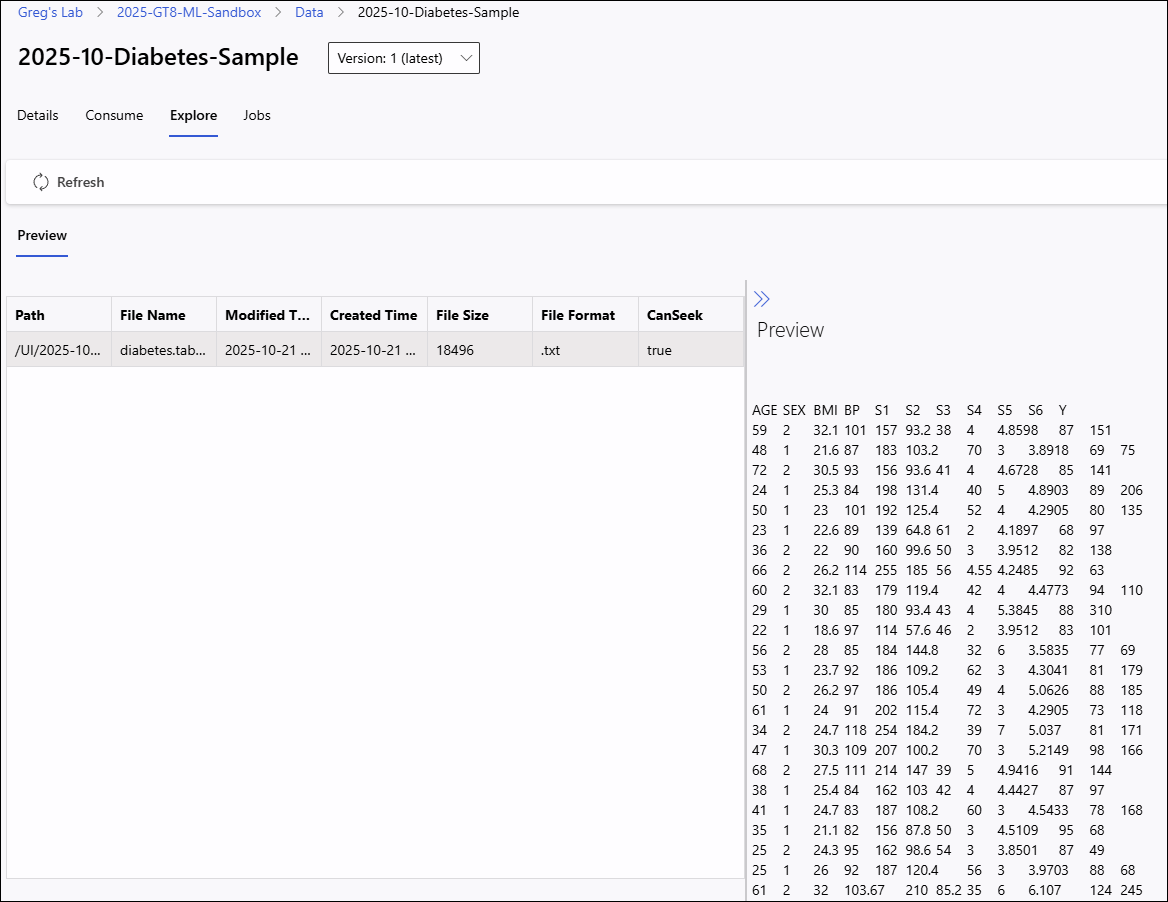 Greg's Lab > 2025-GT8-ML-Sandbox > Data > 2025-10-Diabetes-Sample
2025-10-Diabetes-Sample Version: 1 (latest)
Details Consume Explore Jobs
Refresh
Preview
Path File Name Modified T... Created Time File Size File Format CanSeek
/UI/2025-10... diabetes.tab... 2025-10-21 ... 2025-10-21 ... 18496 .txt true
Preview
AGE SEX BMI BP S1 S2 S3 S4 S5 S6 Y
59 2 32.1 101 157 93.2 38 4 4.8598 87 151
48 1 21.6 87 183 103.2 70 3 3.8918 69 75
72 2 30.5 93 156 93.6 41 4 4.6728 85 141
24 1 25.3 84 198 131.4 40 5 4.8903 89 206
50 1 23 101 192 125.4 52 4 4.2905 80 135
23 1 22.6 89 139 64.8 61 2 4.1897 68 97
36 2 22 90 160 99.6 50 3 3.9512 82 138
66 2 26.2 114 255 185 56 4.55 4.2485 92 63
60 2 32.1 83 179 119.4 42 4 4.4773 94 110
29 1 30 85 180 93.4 43 4 5.3845 88 310
22 1 18.6 97 114 57.6 46 2 3.9512 83 101
56 2 28 85 184 144.8 32 6 3.5835 77 69
53 1 23.7 92 186 109.2 62 3 4.3041 81 179
50 2 26.2 97 186 105.4 49 4 5.0626 88 185
61 1 24 91 202 115.4 72 3 4.2905 73 118
34 2 24.7 118 254 184.2 39 7 5.037 81 171
47 1 30.3 109 207 100.2 70 3 5.2149 98 166
68 2 27.5 111 214 147 39 5 4.9416 91 144
38 1 25.4 84 162 103 42 4 4.4427 87 97
41 1 24.7 83 187 108.2 60 3 4.5433 78 168
35 1 21.1 82 156 87.8 50 3 4.5109 95 68
25 2 24.3 95 162 98.6 54 3 3.8501 87 49
25 1 26 92 187 120.4 56 3 3.9703 88 68
61 2 32 103.67 210 85.2 35 6 6.107 124 245